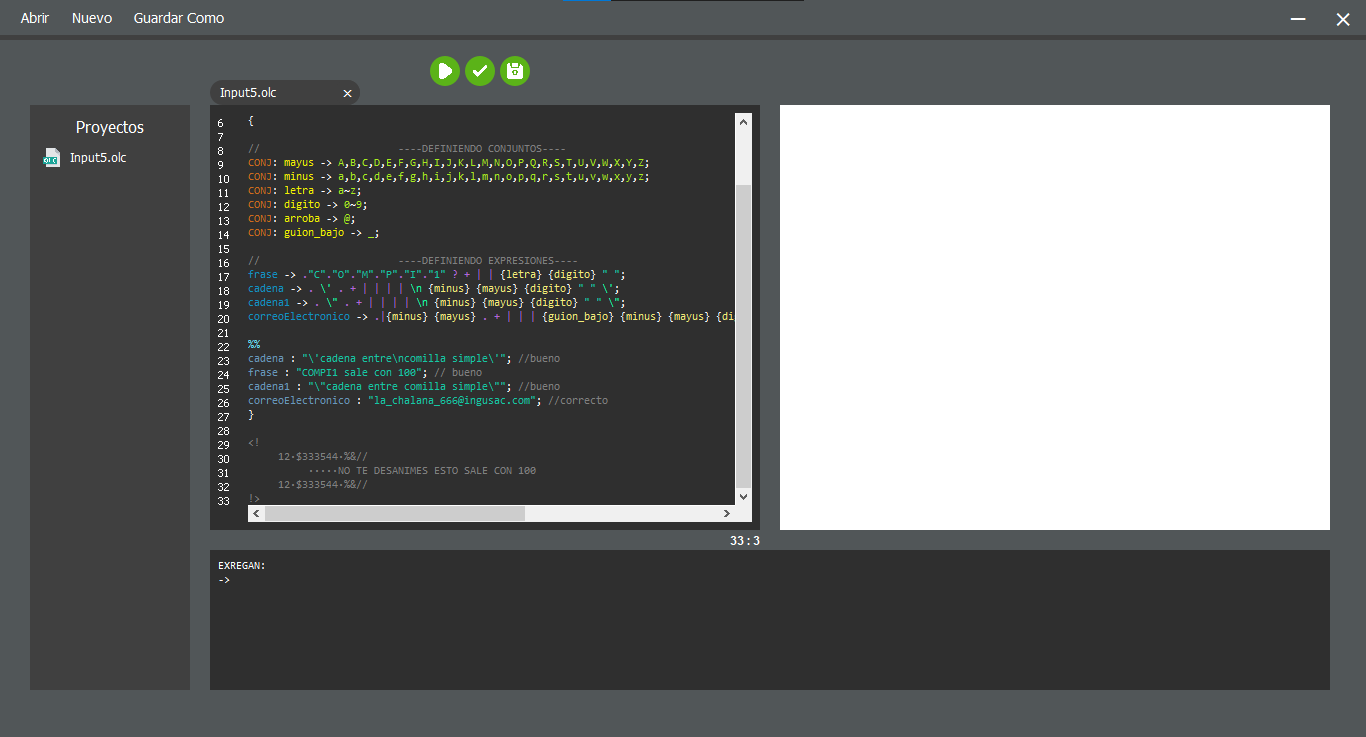 Abrir Nuevo Guardar Como
Input5.olc
Proyectos
Input5.olc
6 {
7
8 // ----DEFINIENDO CONJUNTOS----
9 CONJ: mayus -> A,B,C,D,E,F,G,H,I,J,K,L,M,N,O,P,Q,R,S,T,U,V,W,X,Y,Z;
10 CONJ: minus -> a,b,c,d,e,f,g,h,i,j,k,l,m,n,o,p,q,r,s,t,u,v,w,x,y,z;
11 CONJ: letra -> a~z;
12 CONJ: digito -> 0~9;
13 CONJ: arroba -> @;
14 CONJ: guion_bajo -> _;
15
16 // ----DEFINIENDO EXPRESIONES----
17 frase -> ."C"."O"."M"."P"."I"."1" ? + | | {letra} {digito} " ";
18 cadena -> . \' . + | | | | \n {minus} {mayus} {digito} " " \';
19 cadena1 -> . \" . + | | | | \n {minus} {mayus} {digito} " " \";
20 correoElectronico -> .|{minus} {mayus} . + | | | {guion_bajo} {minus} {mayus} {di
21
22 %%
23 cadena : "\'cadena entre\ncomilla simple\'"; //bueno
24 frase : "COMPI1 sale con 100"; // bueno
25 cadena1 : "\"cadena entre comilla simple\""; //bueno
26 correoElectronico : "la_chalana_666@ingusac.com"; //correcto
27 }
28
29 <!
30 12·$333544·%&//
31 ·····NO TE DESANIMES ESTO SALE CON 100
32 12·$333544·%&//
33 !>
33:3
EXREGAN:
->